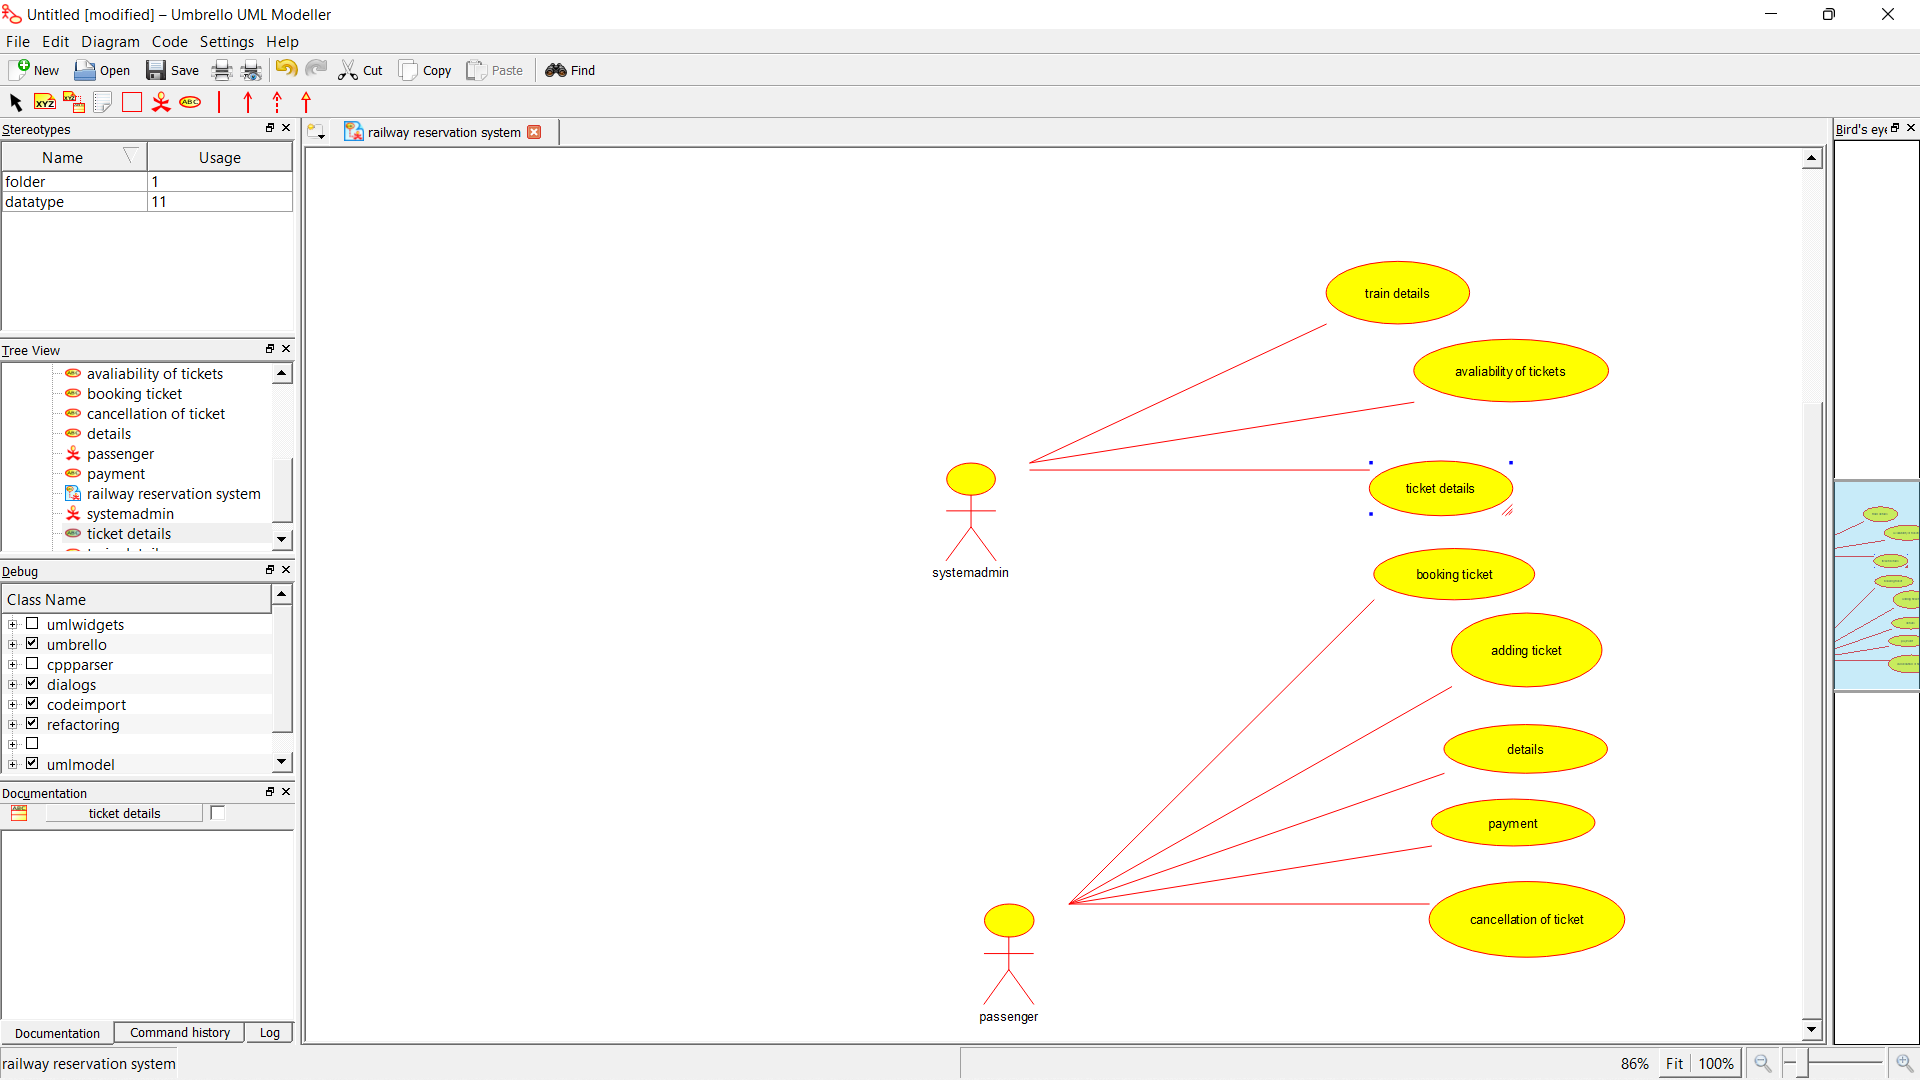 Untitled [modified] – Umbrello UML Modeller
File Edit Diagram Code Settings Help
New Open Save Cut Copy Paste Find
XYZ XYZ ABC
Stereotypes
Name Usage
folder 1
datatype 11
Tree View
avaliability of tickets
booking ticket
cancellation of ticket
details
passenger
payment
railway reservation system
systemadmin
ticket details
Debug
Class Name
umlwidgets
umbrello
cppparser
dialogs
codeimport
refactoring
umlmodel
Documentation
ticket details
Documentation Command history Log
railway reservation system
railway reservation system
train details
avaliability of tickets
ticket details
systemadmin
booking ticket
adding ticket
details
payment
cancellation of ticket
passenger
Bird's eye
86% Fit 100%